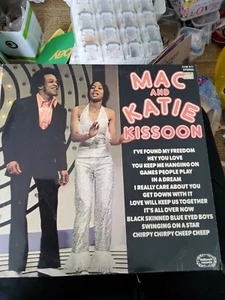 MAC
AND
KATIE
KISSOON
I'VE FOUND MY FREEDOM
HEY YOU LOVE
YOU KEEP ME HANGING ON
GAMES PEOPLE PLAY
IN A DREAM
I REALLY CARE ABOUT YOU
GET DOWN WITH IT
LOVE WILL KEEP US TOGETHER
IT'S ALL OVER NOW
BLACK SKINNED BLUE EYED BOYS
SWINGING ON A STAR
CHIRPY CHIRPY CHEEP CHEEP